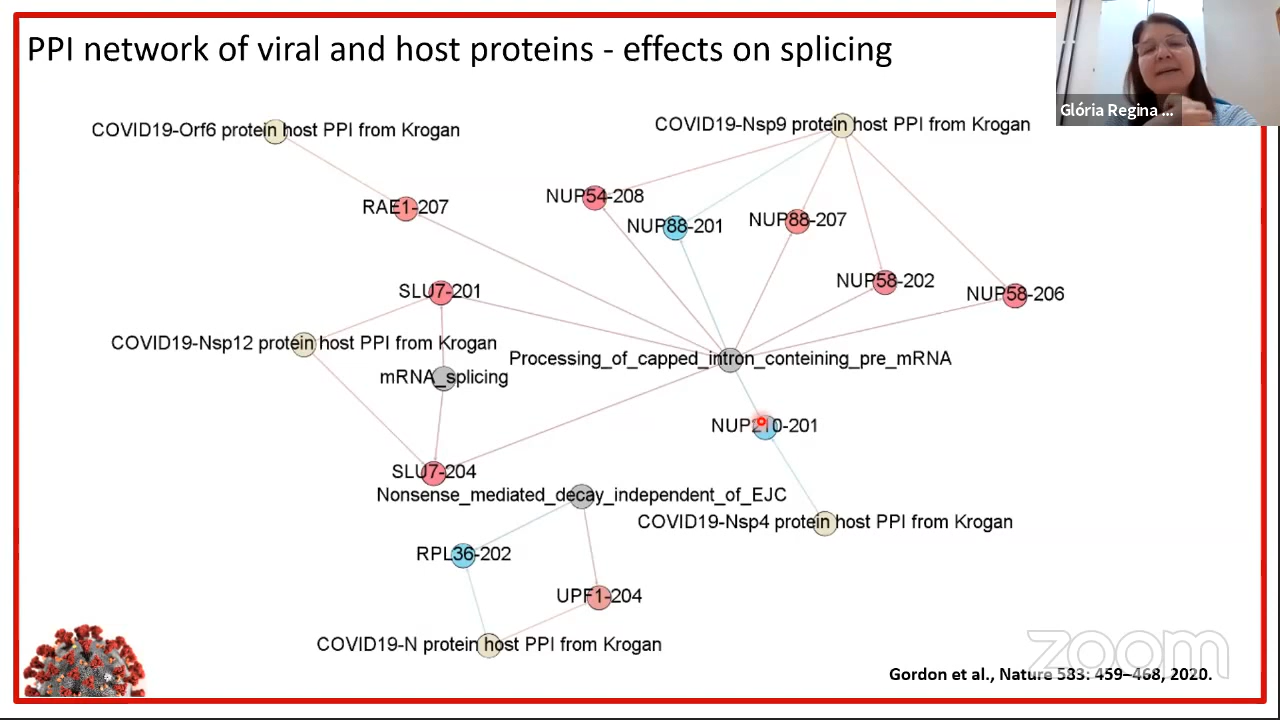 PPI network of viral and host proteins - effects on splicing
Glória Regina ...
COVID19-Orf6 protein host PPI from Krogan
COVID19-Nsp9 protein host PPI from Krogan
RAE1-207
NUP54-208
NUP88-201
NUP88-207
NUP58-202
NUP58-206
SLU7-201
COVID19-Nsp12 protein host PPI from Krogan
Processing_of_capped_intron_conteining_pre_mRNA
mRNA_splicing
NUP210-201
SLU7-204
Nonsense_mediated_decay_independent_of_EJC
COVID19-Nsp4 protein host PPI from Krogan
RPL36-202
UPF1-204
COVID19-N protein host PPI from Krogan
zoom
Gordon et al., Nature 583: 459–468, 2020.